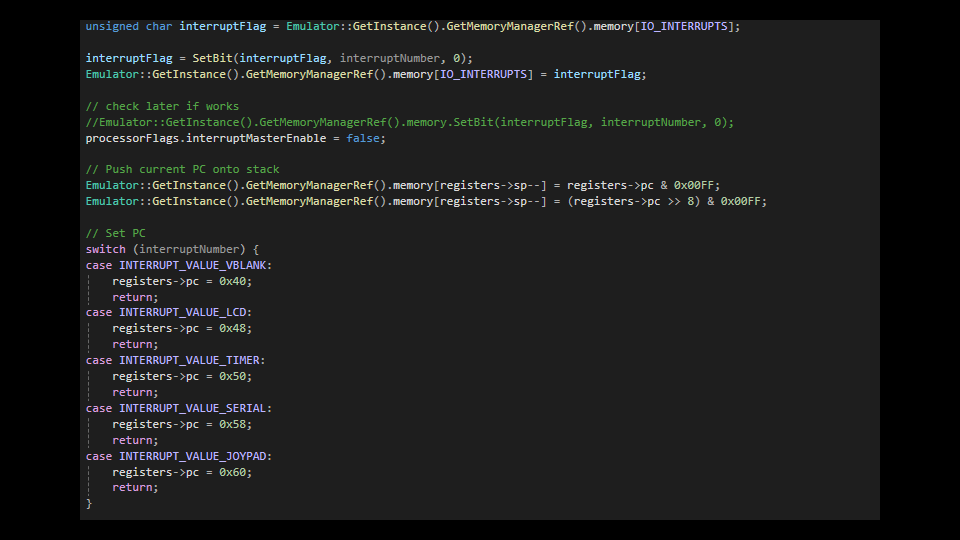 unsigned char interruptFlag = Emulator::GetInstance().GetMemoryManagerRef().memory[IO_INTERRUPTS];
interruptFlag = SetBit(interruptFlag, interruptNumber, 0);
Emulator::GetInstance().GetMemoryManagerRef().memory[IO_INTERRUPTS] = interruptFlag;
// check later if works
//Emulator::GetInstance().GetMemoryManagerRef().memory.SetBit(interruptFlag, interruptNumber, 0);
processorFlags.interruptMasterEnable = false;
// Push current PC onto stack
Emulator::GetInstance().GetMemoryManagerRef().memory[registers->sp--] = registers->pc & 0x00FF;
Emulator::GetInstance().GetMemoryManagerRef().memory[registers->sp--] = (registers->pc >> 8) & 0x00FF;
// Set PC
switch (interruptNumber) {
case INTERRUPT_VALUE_VBLANK:
    registers->pc = 0x40;
    return;
case INTERRUPT_VALUE_LCD:
    registers->pc = 0x48;
    return;
case INTERRUPT_VALUE_TIMER:
    registers->pc = 0x50;
    return;
case INTERRUPT_VALUE_SERIAL:
    registers->pc = 0x58;
    return;
case INTERRUPT_VALUE_JOYPAD:
    registers->pc = 0x60;
    return;
}